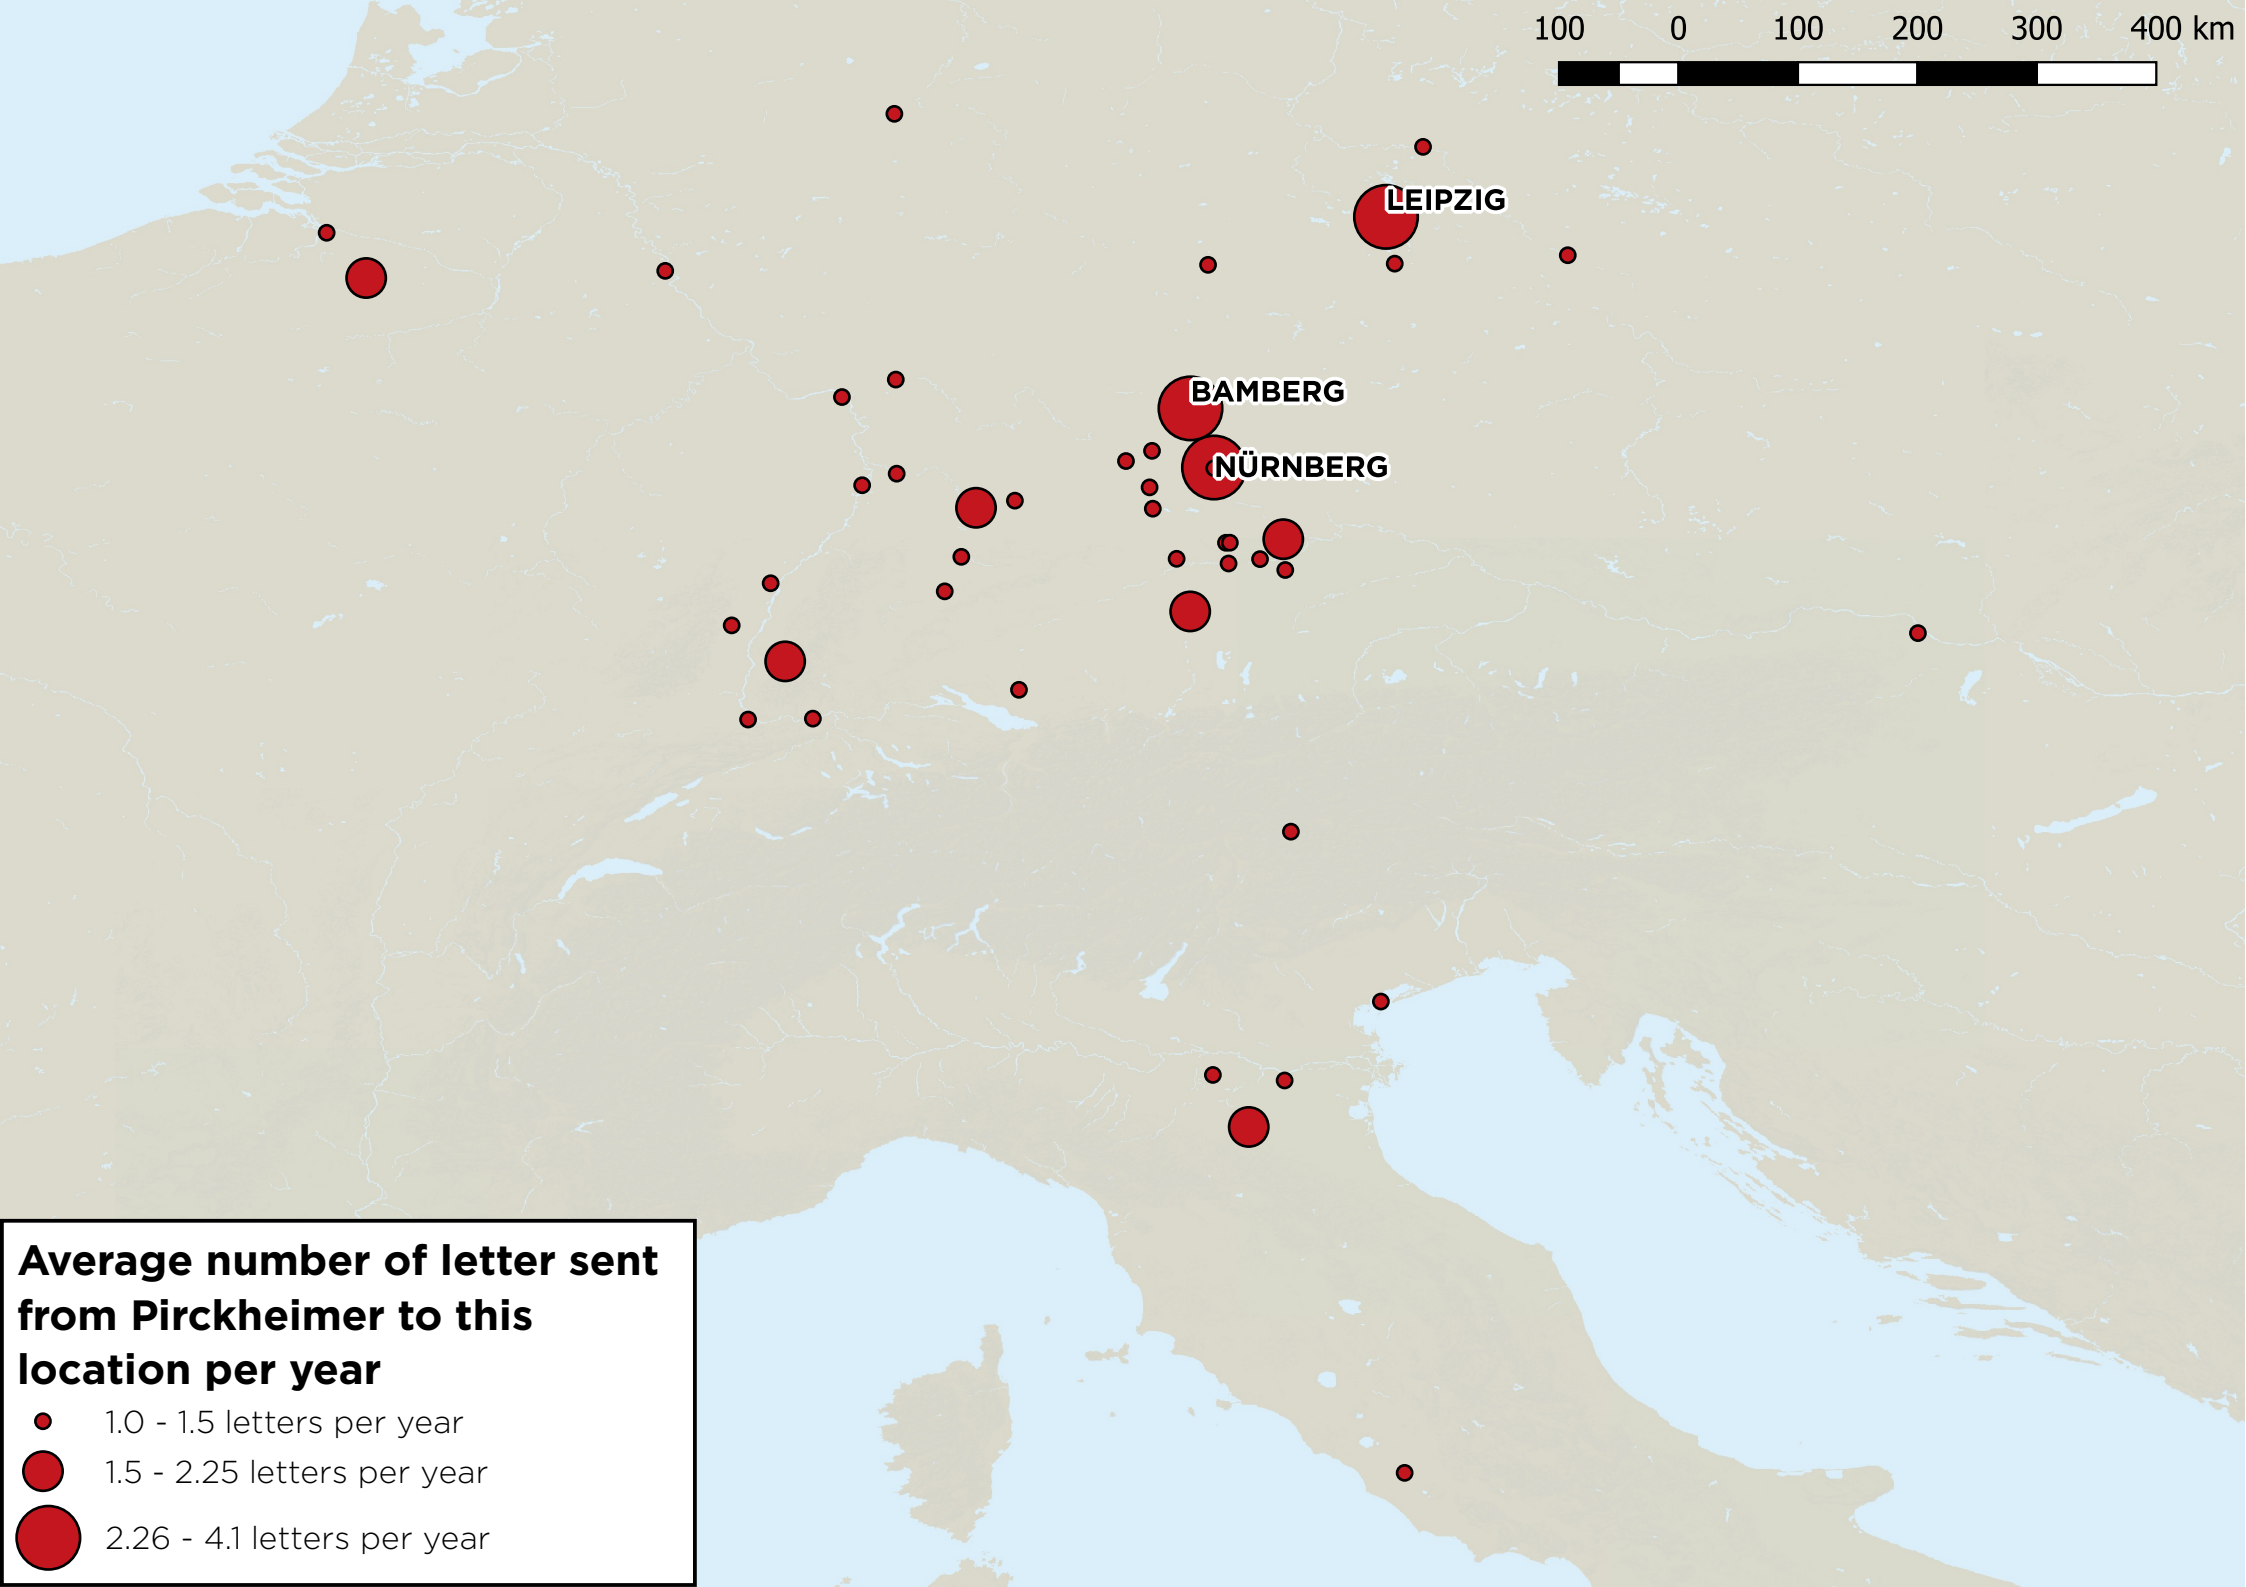 100 0 100 200 300 400 km
LEIPZIG
BAMBERG
NÜRNBERG
Average number of letter sent
from Pirckheimer to this
location per year
1.0 - 1.5 letters per year
1.5 - 2.25 letters per year
2.26 - 4.1 letters per year